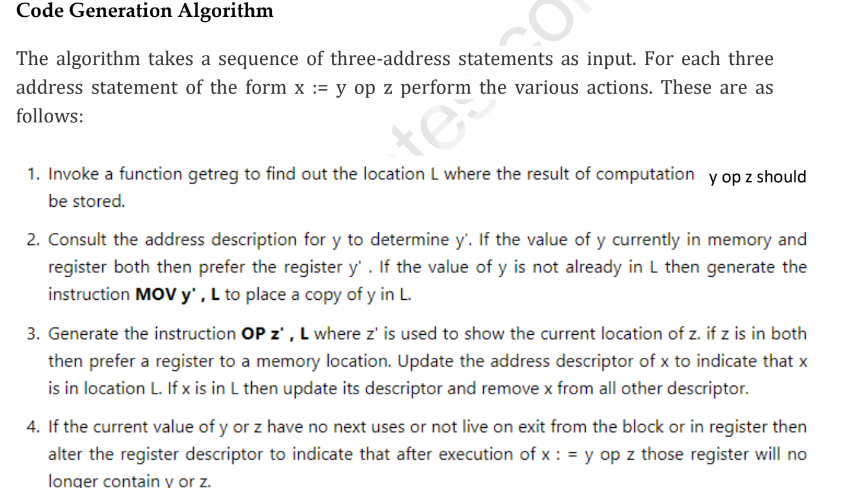 Code Generation Algorithm
The algorithm takes a sequence of three-address statements as input. For each three
address statement of the form x := y op z perform the various actions. These are as
follows:
1. Invoke a function getreg to find out the location L where the result of computation y op z should
be stored.
2. Consult the address description for y to determine y'. If the value of y currently in memory and
register both then prefer the register y' . If the value of y is not already in L then generate the
instruction MOV y' , L to place a copy of y in L.
3. Generate the instruction OP z' , L where z' is used to show the current location of z. if z is in both
then prefer a register to a memory location. Update the address descriptor of x to indicate that x
is in location L. If x is in L then update its descriptor and remove x from all other descriptor.
4. If the current value of y or z have no next uses or not live on exit from the block or in register then
alter the register descriptor to indicate that after execution of x : = y op z those register will no
longer contain y or z.